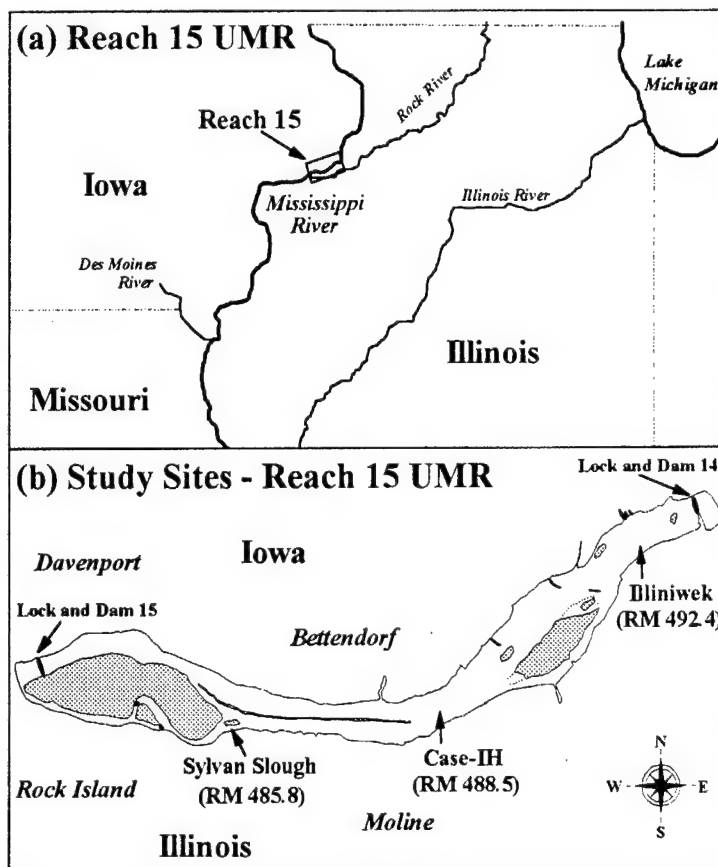 (a) Reach 15 UMR
Lake
Michigan
Rock River
Reach 15
Iowa
Mississippi
River
Illinois River
Des Moines
River
Illinois
Missouri
(b) Study Sites - Reach 15 UMR
Lock and Dam 14
Iowa
Davenport
Lock and Dam 15
Bettendorf
Illiniwek
(RM 492.4)
Sylvan Slough
(RM 485.8)
Case-IH
(RM 488.5)
Rock Island
Moline
Illinois
N
W
E
S